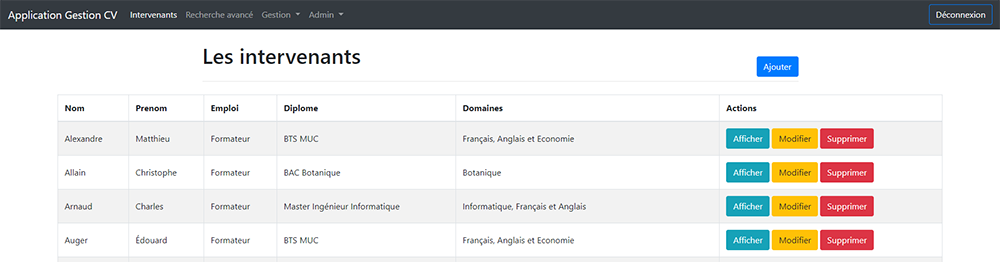 Application Gestion CV Intervenants Recherche avancé Gestion Admin Déconnexion
Les intervenants
Ajouter
Nom Prenom Emploi Diplome Domaines Actions
Alexandre Matthieu Formateur BTS MUC Français, Anglais et Economie Afficher Modifier Supprimer
Allain Christophe Formateur BAC Botanique Botanique Afficher Modifier Supprimer
Arnaud Charles Formateur Master Ingénieur Informatique Informatique, Français et Anglais Afficher Modifier Supprimer
Auger Édouard Formateur BTS MUC Français, Anglais et Economie Afficher Modifier Supprimer